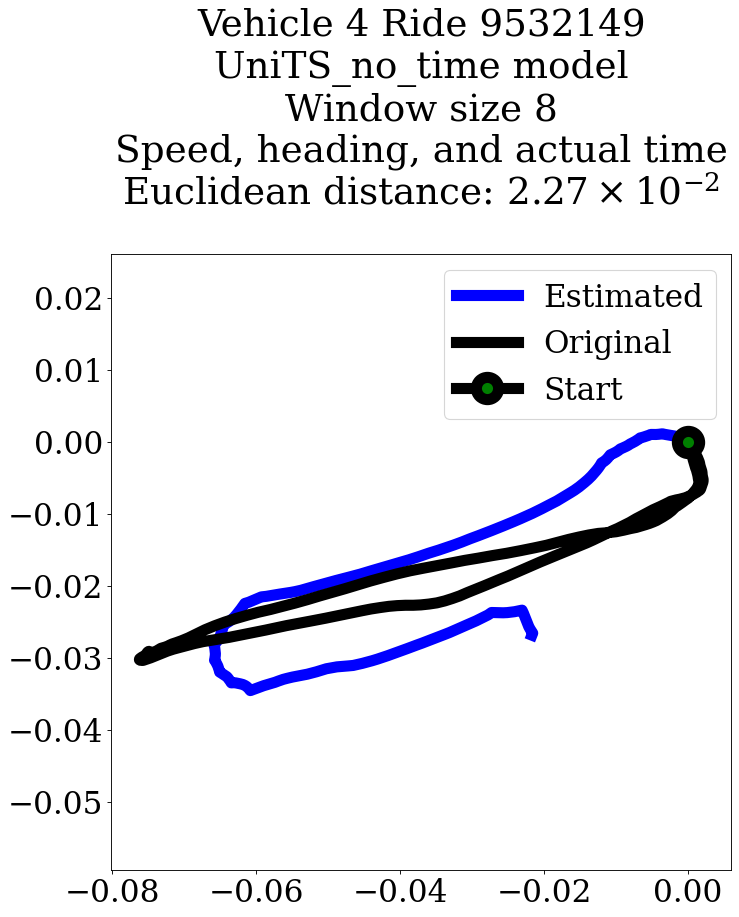 Vehicle 4 Ride 9532149
UniTS_no_time model
Window size 8
Speed, heading, and actual time
Euclidean distance: 2.27 × 10⁻²
Estimated
Original
Start
0.02
0.01
0.00
−0.01
−0.02
−0.03
−0.04
−0.05
−0.08 −0.06 −0.04 −0.02 0.00